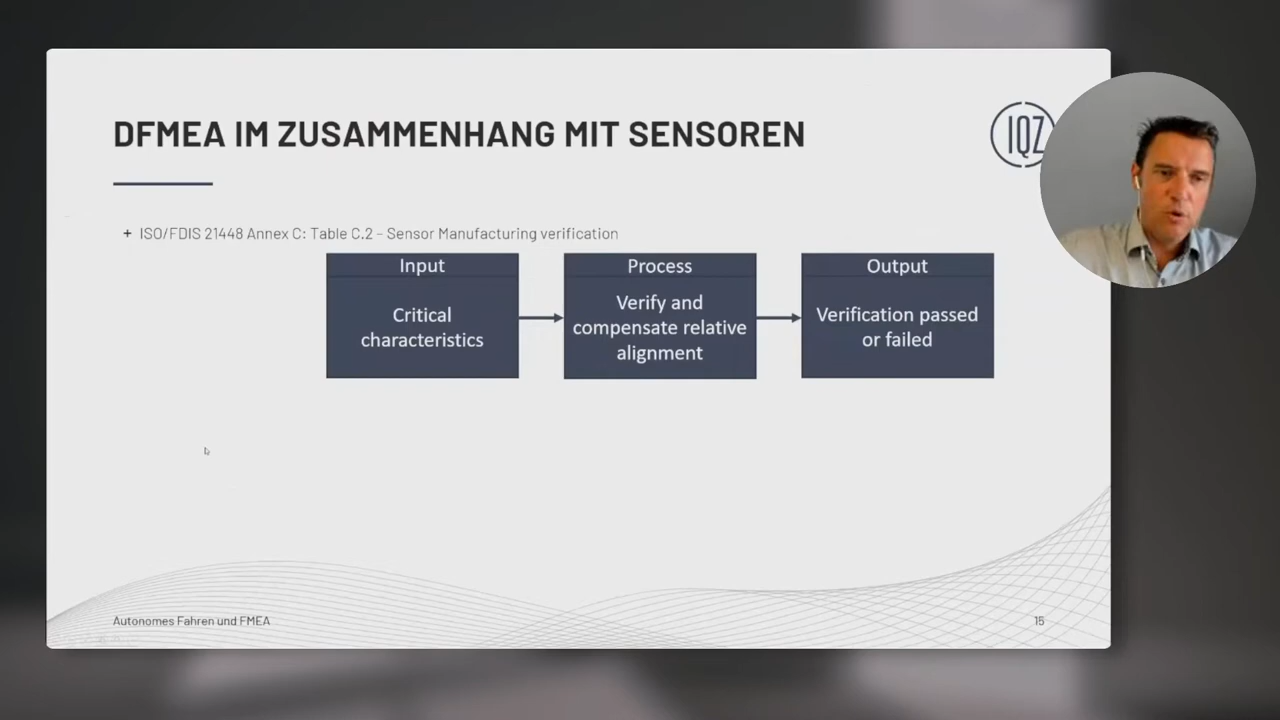 DFMEA IM ZUSAMMENHANG MIT SENSOREN
IQZ
+ ISO/FDIS 21448 Annex C: Table C.2 – Sensor Manufacturing verification
Input
Critical
characteristics
Process
Verify and
compensate relative
alignment
Output
Verification passed
or failed
Autonomes Fahren und FMEA
15